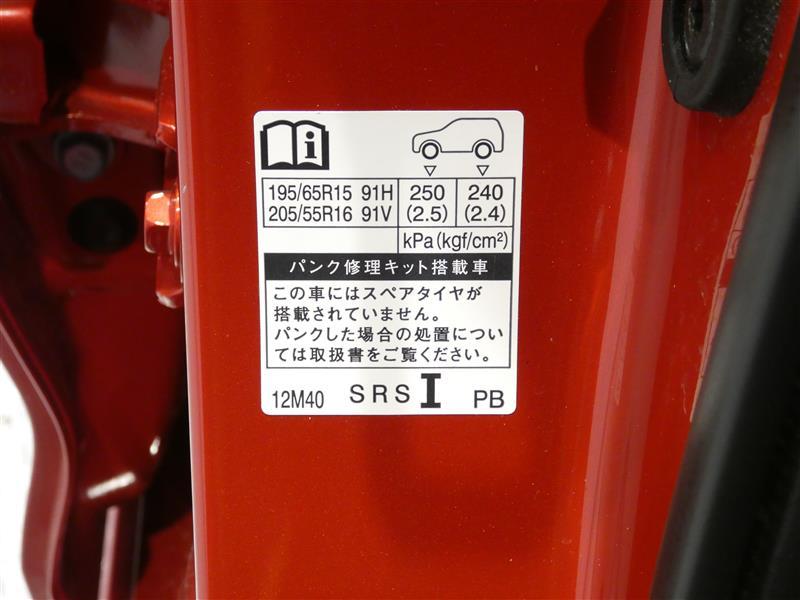 i
195/65R15 91H 250 240
205/55R16 91V (2.5) (2.4)
kPa(kgf/cm²)
パンク修理キット搭載車
この車にはスペアタイヤが
搭載されていません。
パンクした場合の処置につい
ては取扱書をご覧ください。
12M40 SRS I PB